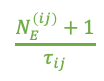 N_E^{(ij)} + 1
τ_{ij}